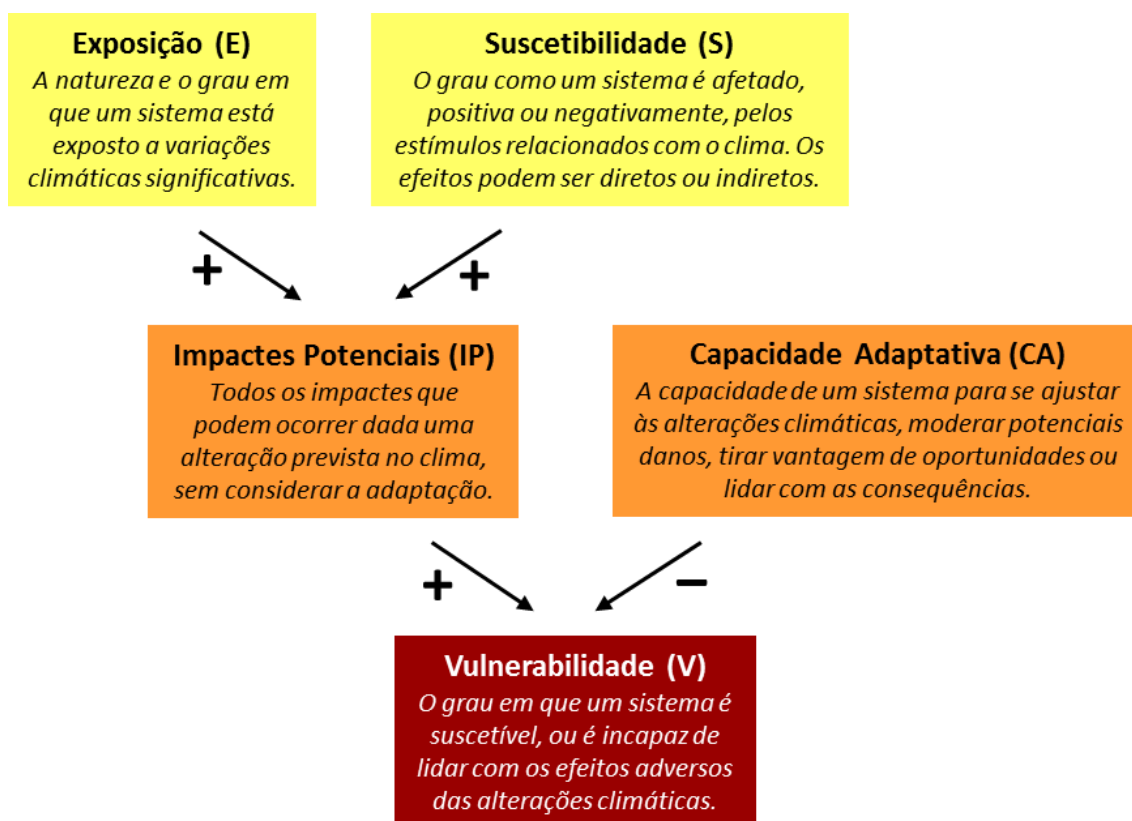 Exposição (E)
A natureza e o grau em
que um sistema está
exposto a variações
climáticas significativas.
Suscetibilidade (S)
O grau como um sistema é afetado,
positiva ou negativamente, pelos
estímulos relacionados com o clima. Os
efeitos podem ser diretos ou indiretos.
+
+
Impactes Potenciais (IP)
Todos os impactes que
podem ocorrer dada uma
alteração prevista no clima,
sem considerar a adaptação.
Capacidade Adaptativa (CA)
A capacidade de um sistema para se ajustar
às alterações climáticas, moderar potenciais
danos, tirar vantagem de oportunidades ou
lidar com as consequências.
+
−
Vulnerabilidade (V)
O grau em que um sistema é
suscetível, ou é incapaz de
lidar com os efeitos adversos
das alterações climáticas.